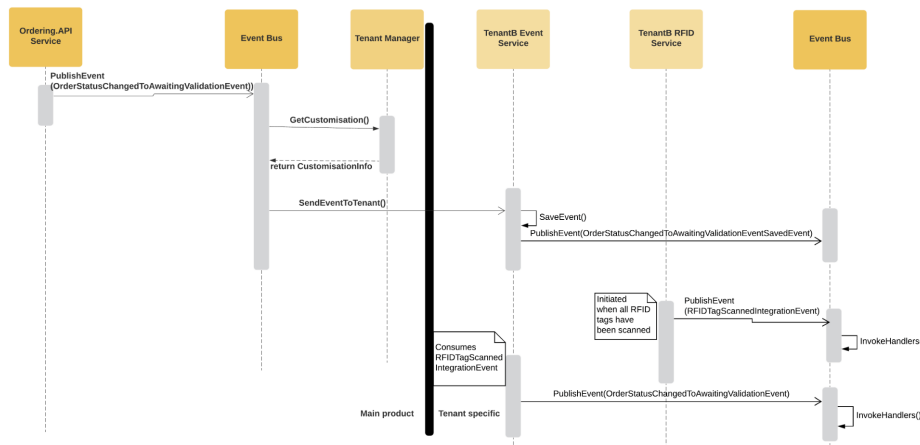 Ordering.API
Service
Event Bus
Tenant Manager
TenantB Event
Service
TenantB RFID
Service
Event Bus
PublishEvent
(OrderStatusChangedToAwaitingValidationEvent))
GetCustomisation()
return CustomisationInfo
SendEventToTenant()
SaveEvent()
PublishEvent(OrderStatusChangedToAwaitingValidationEventSavedEvent)
Initiated
when all RFID
tags have
been scanned
PublishEvent
(RFIDTagScannedIntegrationEvent)
InvokeHandlers(
Consumes
RFIDTagScanned
IntegrationEvent
PublishEvent(OrderStatusChangedToAwaitingValidationEvent)
InvokeHandlers()
Main product
Tenant specific